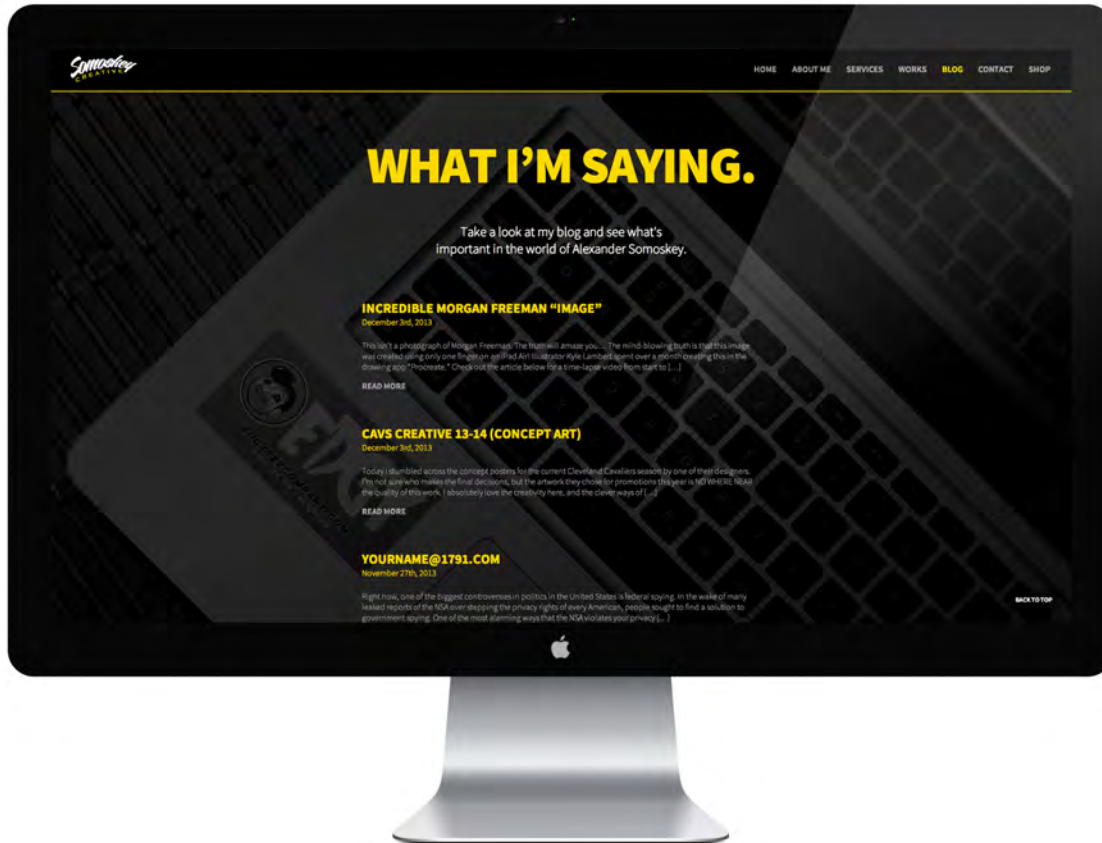 Somoskey
CREATIVE
HOME ABOUT ME SERVICES WORKS BLOG CONTACT SHOP
WHAT I'M SAYING.
Take a look at my blog and see what's
important in the world of Alexander Somoskey.
INCREDIBLE MORGAN FREEMAN “IMAGE”
December 3rd, 2013
This isn't a photograph of Morgan Freeman. The truth will amaze you.... The mind-blowing truth is that this image
was created using only one finger on an iPad Air! Illustrator Kyle Lambert spent over a month creating this in the
drawing app "Procreate." Check out the article below for a time-lapse video from start to [...]
READ MORE
CAVS CREATIVE 13-14 (CONCEPT ART)
December 3rd, 2013
Today I stumbled across the concept posters for the current Cleveland Cavaliers season by one of their designers.
I'm not sure who makes the final decisions, but the artwork they chose for promotions this year is NO WHERE NEAR
the quality of this work. I absolutely love the creativity here, and the clever ways of [...]
READ MORE
YOURNAME@1791.COM
November 27th, 2013
Right now, one of the biggest controversies in politics in the United States is federal spying. In the wake of many
leaked reports of the NSA over stepping the privacy rights of every American, people sought to find a solution to
government spying. One of the most alarming ways that the NSA violates your privacy [...]
BACK TO TOP